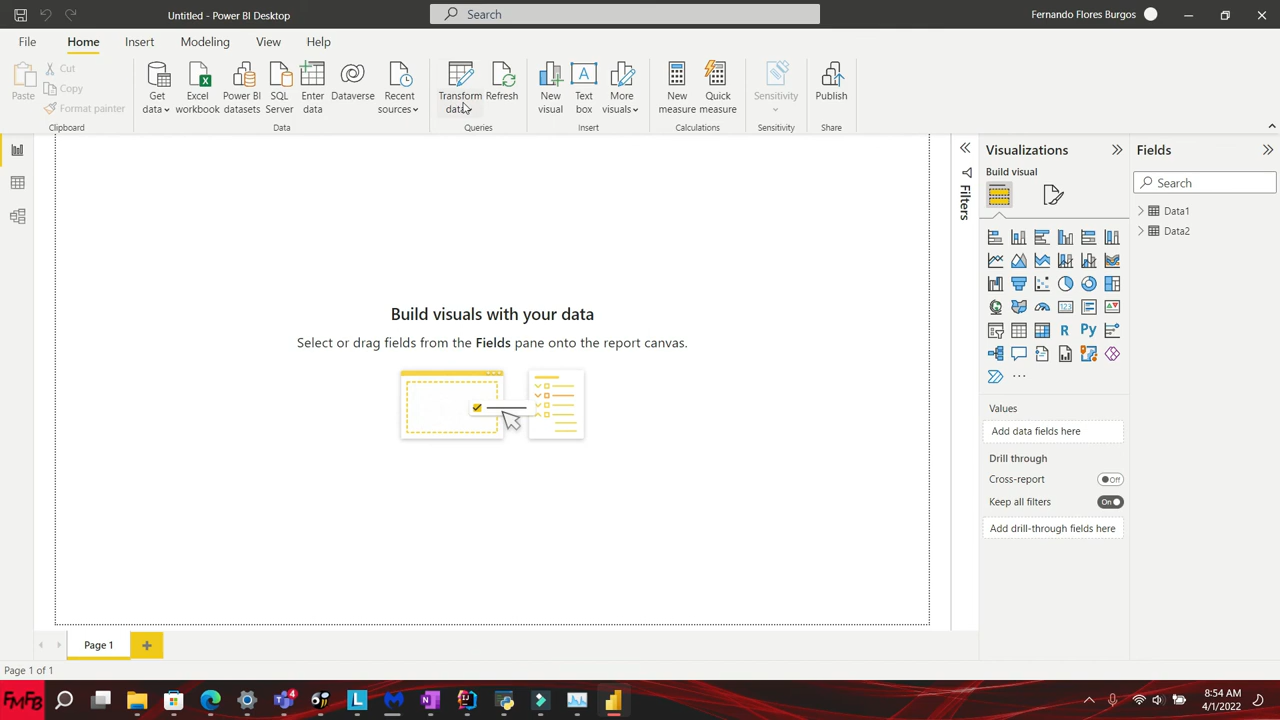 Untitled - Power BI Desktop
Search
Fernando Flores Burgos
File Home Insert Modeling View Help
Paste
Cut
Copy
Format painter
Clipboard
Get data
Excel workbook
Power BI datasets
SQL Server
Enter data
Dataverse
Recent sources
Data
Transform data
Refresh
Queries
New visual
Text box
More visuals
Insert
New measure
Quick measure
Calculations
Sensitivity
Sensitivity
Publish
Share
Build visuals with your data
Select or drag fields from the Fields pane onto the report canvas.
Filters
Visualizations
Build visual
R
Py
123
Values
Add data fields here
Drill through
Cross-report
Off
Keep all filters
On
Add drill-through fields here
Fields
Search
Data1
Data2
Page 1
Page 1 of 1
FMFB
4
8:54 AM
4/1/2022